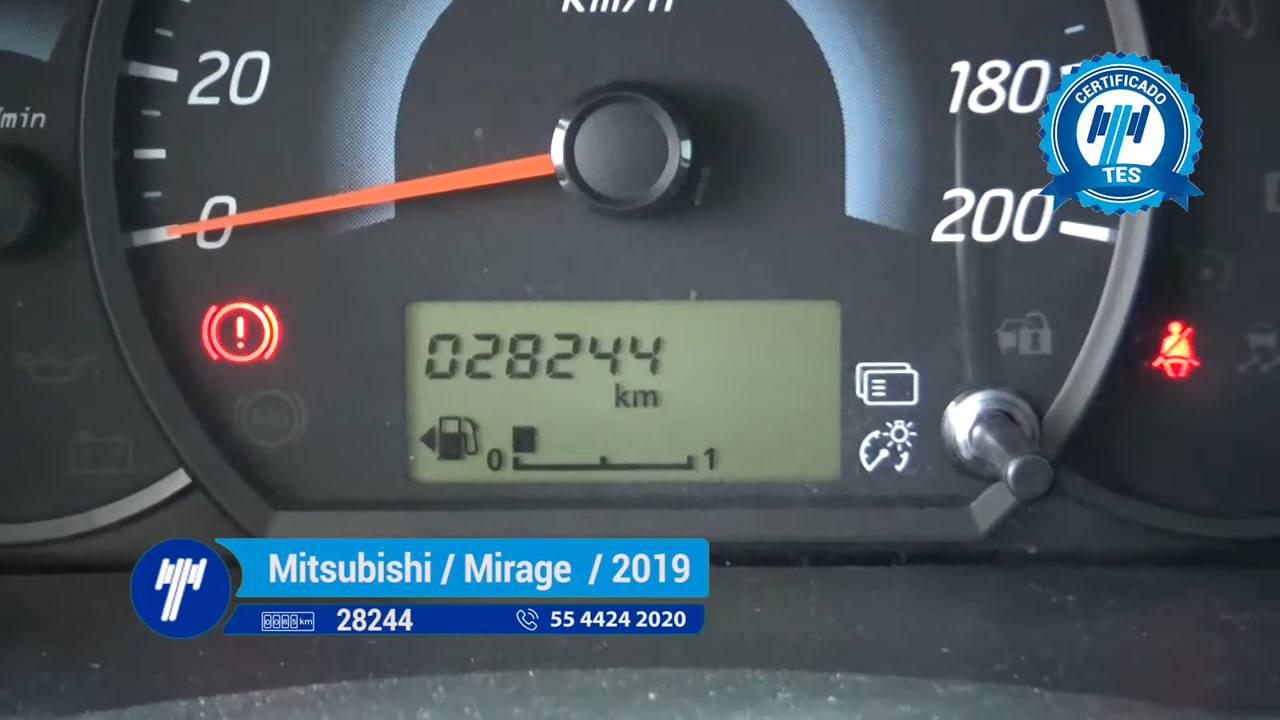 km/h
20
180
/min
CERTIFICADO
TES
0
200
028244
km
0 1
Mitsubishi / Mirage / 2019
km
28244
55 4424 2020